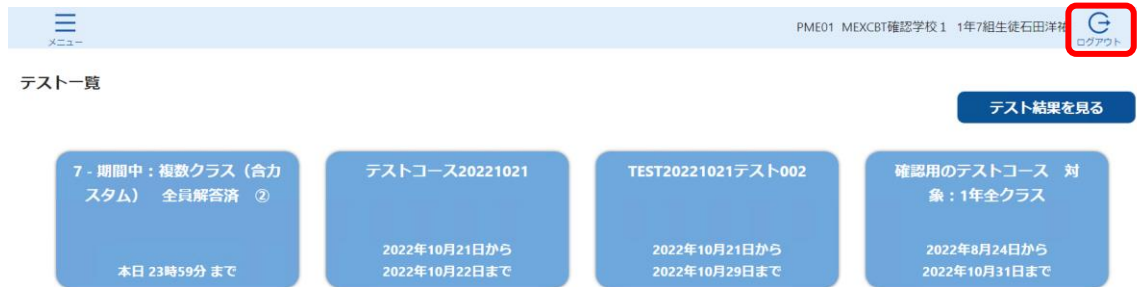 メニュー
PME01 MEXCBT確認学校１ 1年7組生徒石田洋祐
ログアウト
テスト一覧
テスト結果を見る
7 - 期間中：複数クラス（含カ
スタム） 全員解答済 ②
本日 23時59分 まで
テストコース20221021
2022年10月21日から
2022年10月22日まで
TEST20221021テスト002
2022年10月21日から
2022年10月29日まで
確認用のテストコース 対
象：1年全クラス
2022年8月24日から
2022年10月31日まで